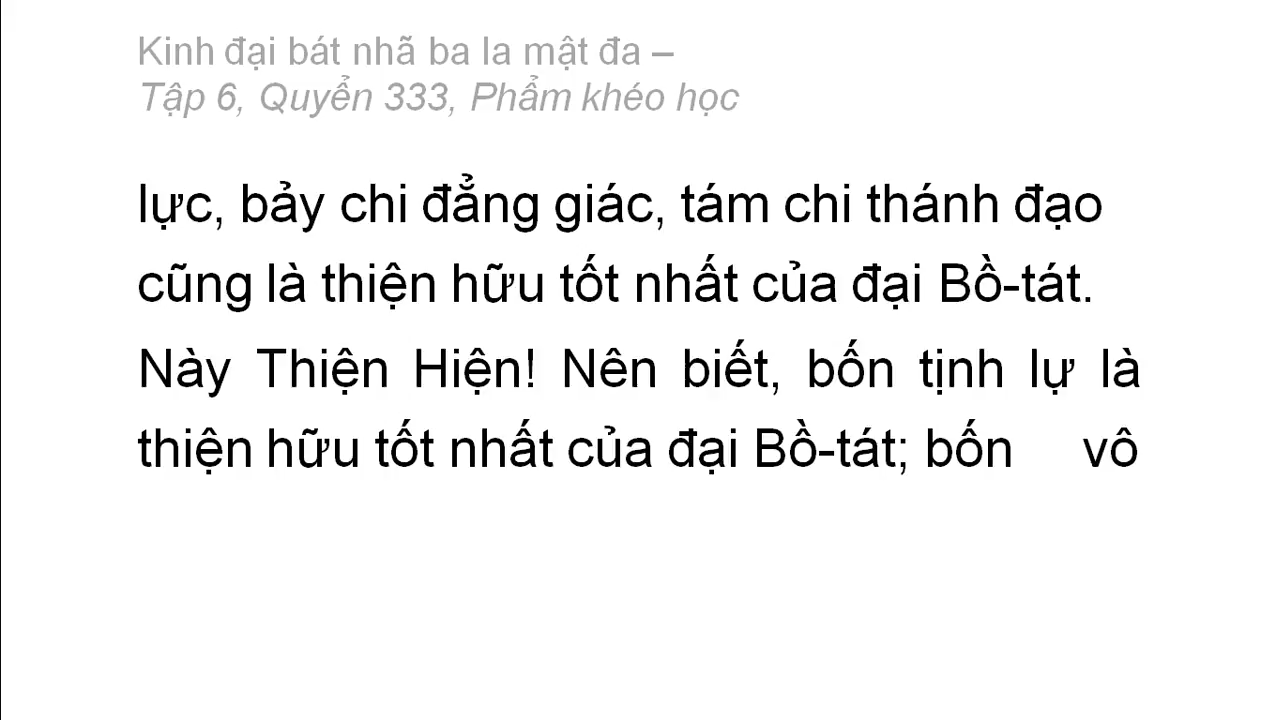 Kinh đại bát nhã ba la mật đa –
Tập 6, Quyển 333, Phẩm khéo học
lực, bảy chi đẳng giác, tám chi thánh đạo
cũng là thiện hữu tốt nhất của đại Bồ-tát.
Này Thiện Hiện! Nên biết, bốn tịnh lự là
thiện hữu tốt nhất của đại Bồ-tát; bốn vô